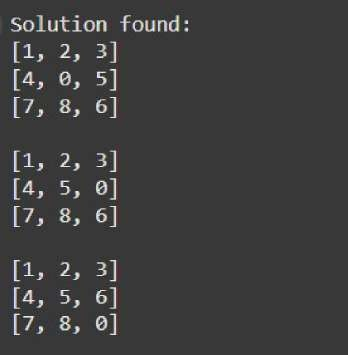 Solution found:
[1, 2, 3]
[4, 0, 5]
[7, 8, 6]

[1, 2, 3]
[4, 5, 0]
[7, 8, 6]

[1, 2, 3]
[4, 5, 6]
[7, 8, 0]